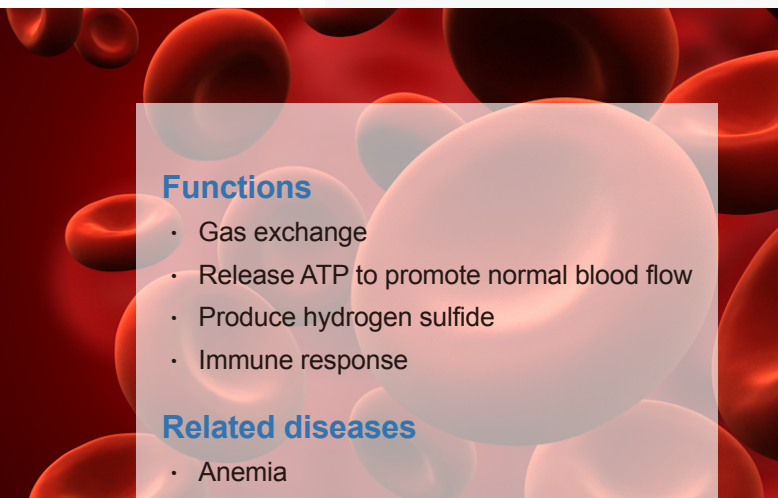 Functions
· Gas exchange
· Release ATP to promote normal blood flow
· Produce hydrogen sulfide
· Immune response
Related diseases
· Anemia